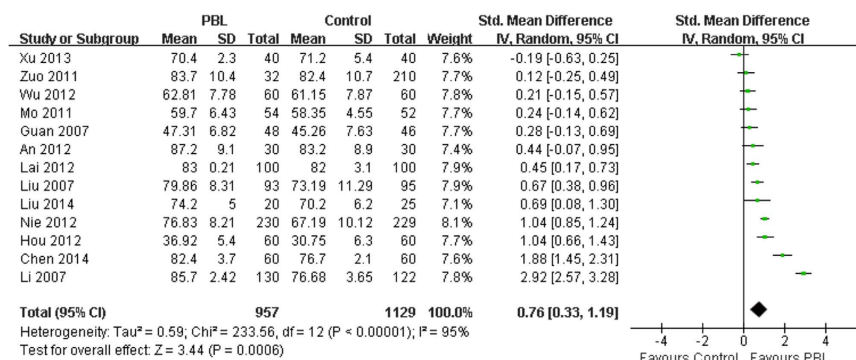 PBL Control Std. Mean Difference Std. Mean Difference
Study or Subgroup Mean SD Total Mean SD Total Weight IV, Random, 95% CI IV, Random, 95% CI
Xu 2013 70.4 2.3 40 71.2 5.4 40 7.6% -0.19 [-0.63, 0.25]
Zuo 2011 83.7 10.4 32 82.4 10.7 210 7.7% 0.12 [-0.25, 0.49]
Wu 2012 62.81 7.78 60 61.15 7.87 60 7.7% 0.21 [-0.15, 0.57]
Mo 2011 59.7 6.43 54 58.35 4.55 52 7.7% 0.24 [-0.14, 0.62]
Guan 2007 47.31 6.82 48 45.26 7.63 46 7.7% 0.28 [-0.13, 0.69]
An 2012 87.2 9.1 30 83.2 8.9 30 7.4% 0.44 [-0.07, 0.95]
Lai 2012 83 0.21 100 82 3.1 100 7.9% 0.45 [0.17, 0.73]
Liu 2007 79.86 8.31 93 73.19 11.29 95 7.9% 0.67 [0.38, 0.96]
Liu 2014 74.2 5 20 70.2 6.2 25 7.2% 0.69 [0.08, 1.30]
Nie 2012 76.83 8.21 230 67.19 10.12 229 8.1% 1.04 [0.85, 1.24]
Hou 2012 36.92 5.4 60 30.75 6.3 60 7.7% 1.04 [0.66, 1.43]
Chen 2014 82.4 3.7 60 76.7 2.1 60 7.6% 1.88 [1.45, 2.31]
Li 2007 85.7 2.42 130 76.68 3.65 122 7.8% 2.92 [2.57, 3.28]
Total (95% CI) 957 1129 100.0% 0.76 [0.33, 1.19]
Heterogeneity: Tau² = 0.59; Chi² = 233.56, df = 12 (P < 0.00001); I² = 95%
Test for overall effect: Z = 3.44 (P = 0.0006)
-4 -2 0 2 4
Favours Control Favours PBL